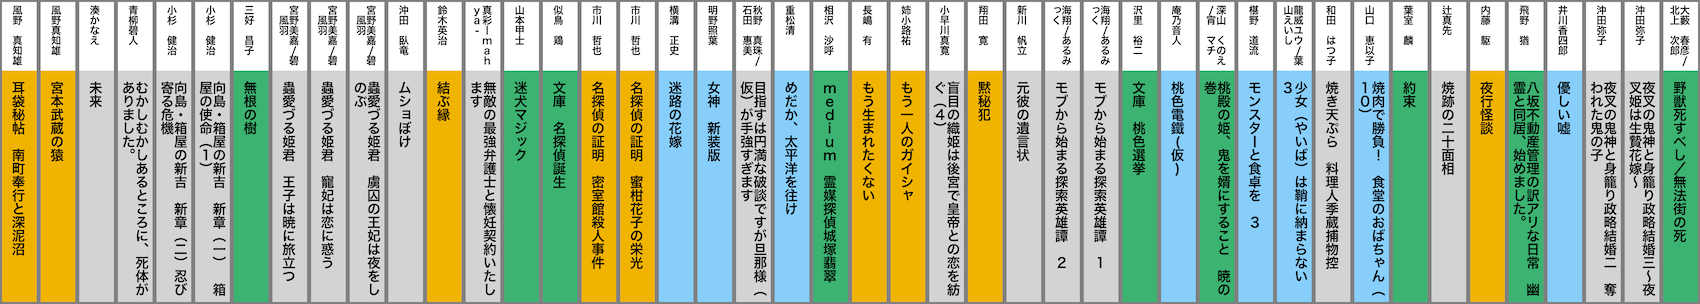 大藪 春彦/
北上 次郎
野獣死すべし／無法街の死
沖田弥子
夜叉の鬼神と身籠り政略結婚三〜夜
叉姫は生贄花嫁〜
沖田弥子
夜叉の鬼神と身籠り政略結婚二 奪
われた鬼の子
井川香四郎
優しい嘘
飛野 猶
八坂不動産管理の訳アリな日常 幽
霊と同居、始めました。
内藤 駆
夜行怪談
辻真先
焼跡の二十面相
葉室 麟
約束
山口 恵以子
焼肉で勝負！ 食堂のおばちゃん（
１０）
和田 はつ子
焼き天ぷら 料理人季蔵捕物控
龍威ユウ/葉
山えいし
少女（やいば）は鞘に納まらない
３
椹野 道流
モンスターと食卓を ３
深山 くのえ
/宵 マチ
桃殿の姫、鬼を婿にすること 暁の
巻
庵乃音人
桃色電鐵(仮)
沢里 裕二
文庫 桃色選挙
海翔/あるみ
っく
モブから始まる探索英雄譚 １
海翔/あるみ
っく
モブから始まる探索英雄譚 ２
新川 帆立
元彼の遺言状
翔田 寛
黙秘犯
小早川真寛
盲目の織姫は後宮で皇帝との恋を紡
ぐ（４）
姉小路祐
もう一人のガイシャ
長嶋 有
もう生まれたくない
相沢 沙呼
ｍｅｄｉｕｍ 霊媒探偵城塚翡翠
重松清
めだか、太平洋を往け
秋野 真珠/
石田 惠美
目指すは円満な破談ですが旦那様（
仮）が手強すぎます
明野照葉
女神 新装版
横溝 正史
迷路の花嫁
市川 哲也
名探偵の証明 蜜柑花子の栄光
市川 哲也
名探偵の証明 密室館殺人事件
似鳥 鶏
文庫 名探偵誕生
山本甲士
迷犬マジック
真彩-mah
ya-
無敵の最強弁護士と懐妊契約いたし
ます
鈴木英治
結ぶ縁
沖田 臥竜
ムショぼけ
宮野美嘉/碧
風羽
蟲愛づる姫君 虜囚の王妃は夜をし
のぶ
宮野美嘉/碧
風羽
蟲愛づる姫君 寵妃は恋に惑う
宮野美嘉/碧
風羽
蟲愛づる姫君 王子は暁に旅立つ
三好 昌子
無根の樹
小杉 健治
向島・箱屋の新吉 新章（一） 箱
屋の使命（１）
小杉 健治
向島・箱屋の新吉 新章（二）忍び
寄る危機
青柳碧人
むかしむかしあるところに、死体が
ありました。
湊かなえ
未来
風野真知雄
宮本武蔵の猿
風野 真知雄
耳袋秘帖 南町奉行と深泥沼